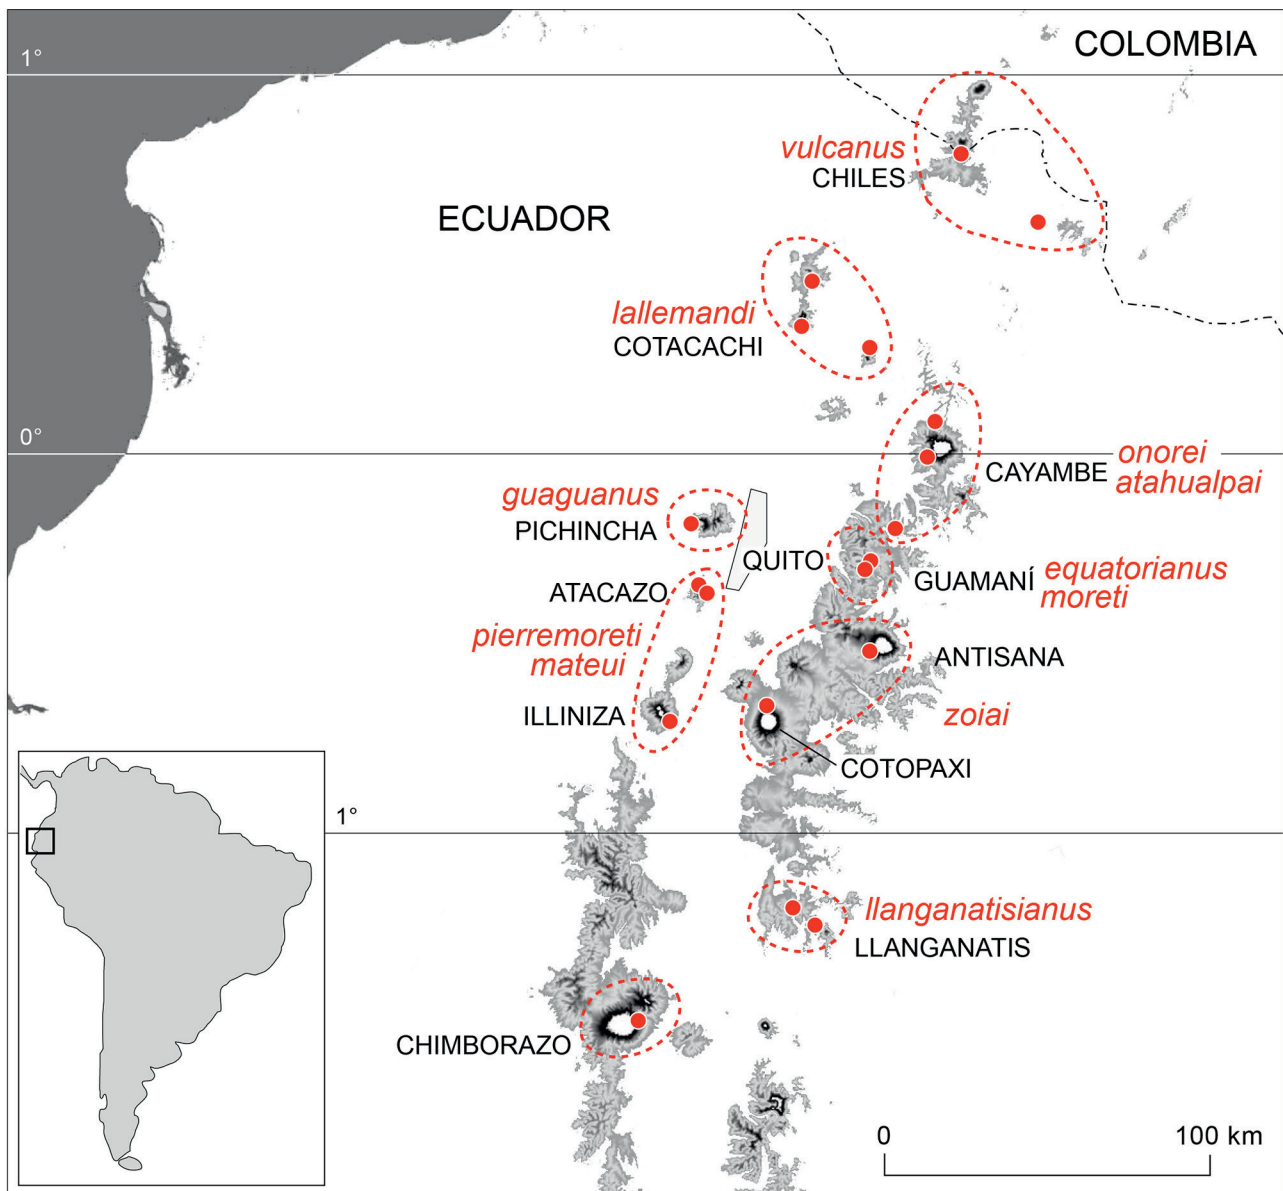 COLOMBIA
1°
vulcanus
CHILES
ECUADOR
lallemandi
COTACACHI
0°
CAYAMBE
onorei
atahualpai
guaguanus
PICHINCHA
QUITO
ATACAZO
GUAMANÍ
equatorianus
moreti
pierremoreti
mateui
ANTISANA
ILLINIZA
zoiai
COTOPAXI
1°
llanganatisianus
LLANGANATIS
CHIMBORAZO
0
100 km